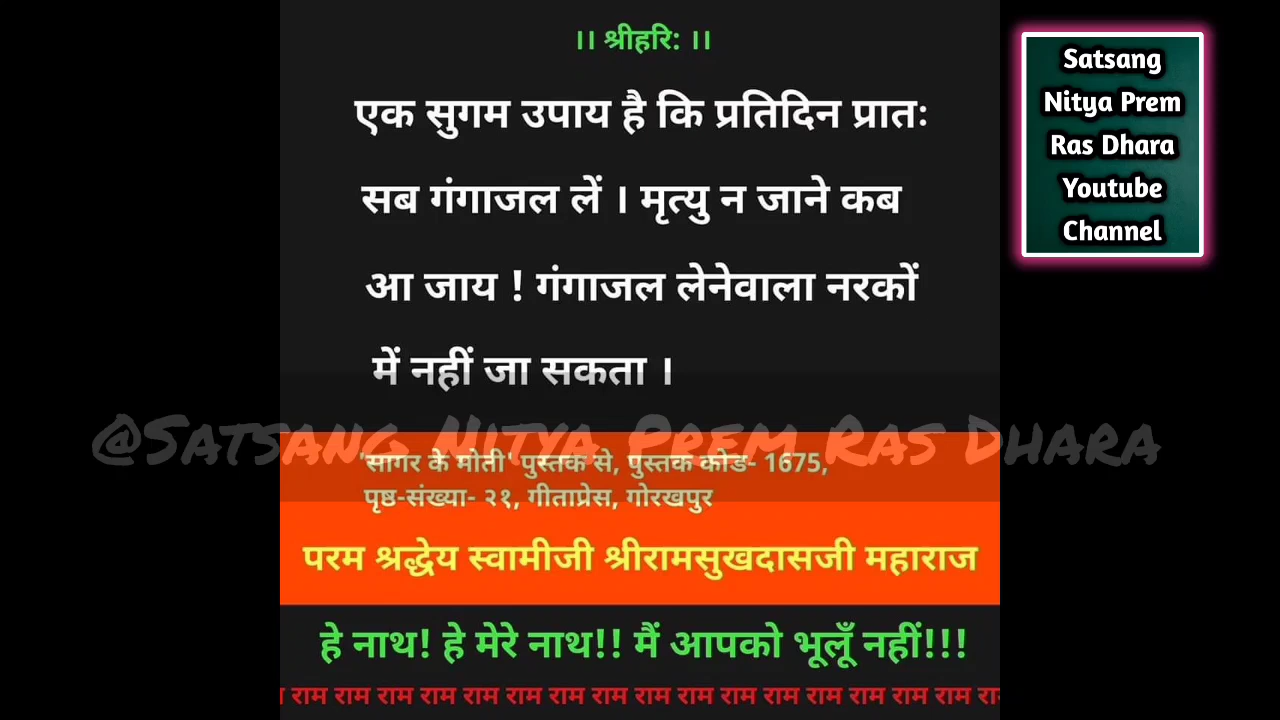 ।। श्रीहरि: ।।
एक सुगम उपाय है कि प्रतिदिन प्रातः
सब गंगाजल लें । मृत्यु न जाने कब
आ जाय ! गंगाजल लेनेवाला नरकों
में नहीं जा सकता ।
@Satsang Nitya Prem Ras Dhara
'सागर के मोती' पुस्तक से, पुस्तक कोड- 1675,
पृष्ठ-संख्या- २१, गीताप्रेस, गोरखपुर
परम श्रद्धेय स्वामीजी श्रीरामसुखदासजी महाराज
हे नाथ! हे मेरे नाथ!! मैं आपको भूलूँ नहीं!!!
राम राम राम राम राम राम राम राम राम राम राम राम राम राम राम राम
Satsang
Nitya Prem
Ras Dhara
Youtube
Channel